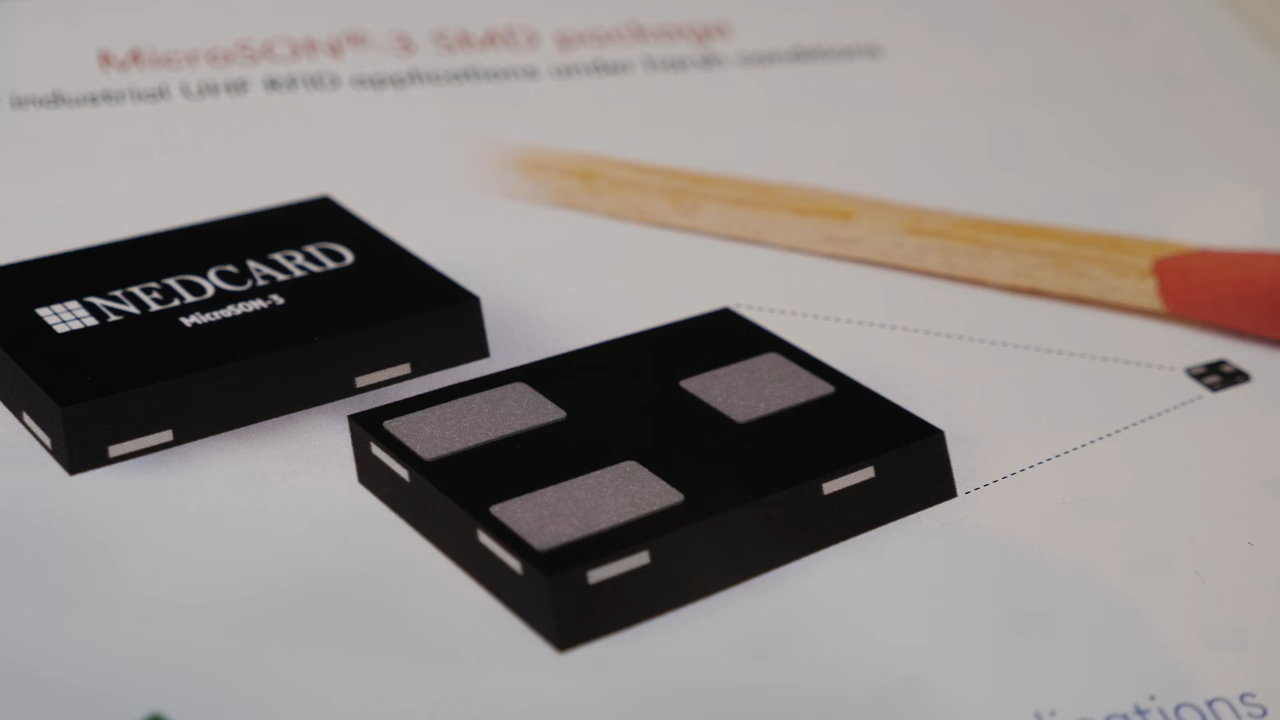 MicroSON®-3 SMD package
industrial UHF RFID applications under harsh conditions
NEDCARD
MicroSON-3